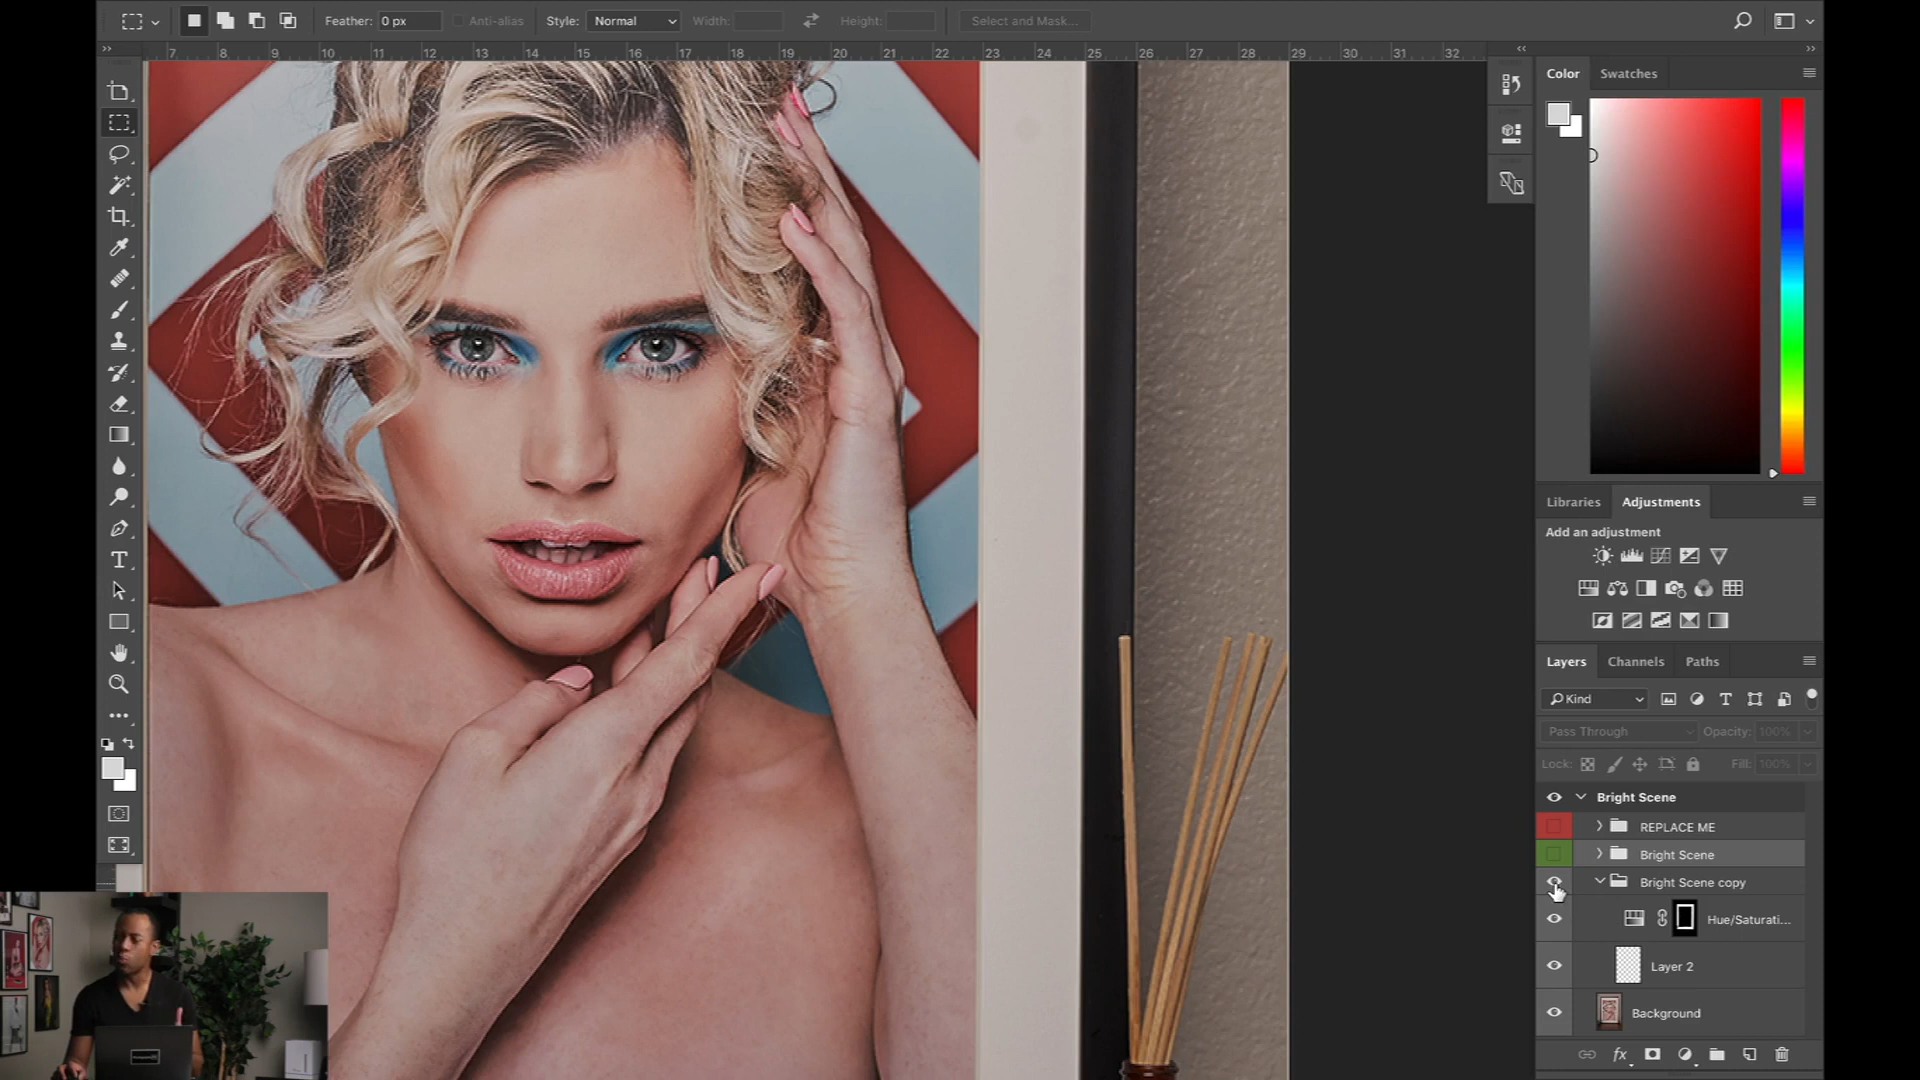 Feather: 0 px Anti-alias Style: Normal Width: Height: Select and Mask...
7 8 9 10 11 12 13 14 15 16 17 18 19 20 21 22 23 24 25 26 27 28 29 30 31 32
Color Swatches
Libraries Adjustments
Add an adjustment
Layers Channels Paths
Kind
Pass Through Opacity: 100%
Lock: Fill: 100%
Bright Scene
REPLACE ME
Bright Scene
Bright Scene copy
Hue/Saturati...
Layer 2
Background
fx